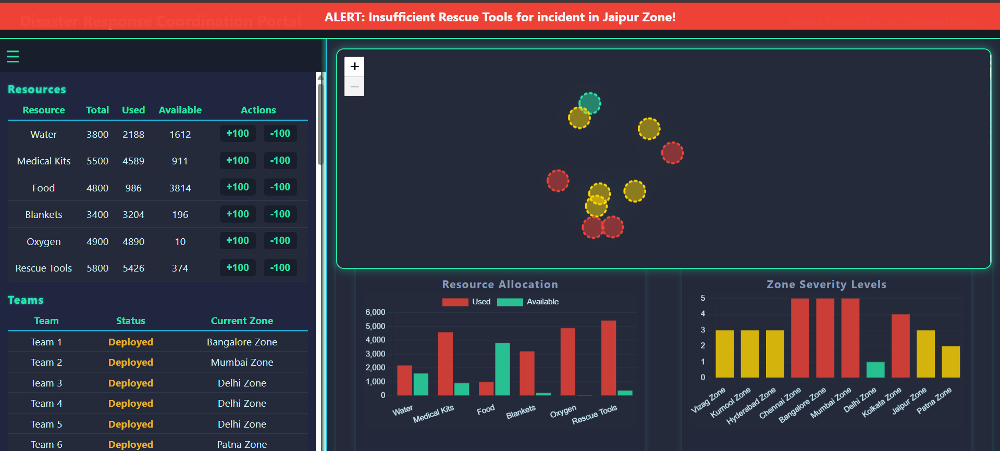 ALERT: Insufficient Rescue Tools for incident in Jaipur Zone!
Disaster Response Coordination Portal
☰
Resources
Resource Total Used Available Actions
Water 3800 2188 1612 +100 -100
Medical Kits 5500 4589 911 +100 -100
Food 4800 986 3814 +100 -100
Blankets 3400 3204 196 +100 -100
Oxygen 4900 4890 10 +100 -100
Rescue Tools 5800 5426 374 +100 -100
Teams
Team Status Current Zone
Team 1 Deployed Bangalore Zone
Team 2 Deployed Mumbai Zone
Team 3 Deployed Delhi Zone
Team 4 Deployed Delhi Zone
Team 5 Deployed Delhi Zone
Team 6 Deployed Patna Zone
+
−
Resource Allocation
Used Available
6,000
5,000
4,000
3,000
2,000
1,000
0
Water Medical Kits Food Blankets Oxygen Rescue Tools
Zone Severity Levels
5
4
3
2
1
0
Vizag Zone Kurnool Zone Hyderabad Zone Chennai Zone Bangalore Zone Mumbai Zone Delhi Zone Kolkata Zone Jaipur Zone Patna Zone